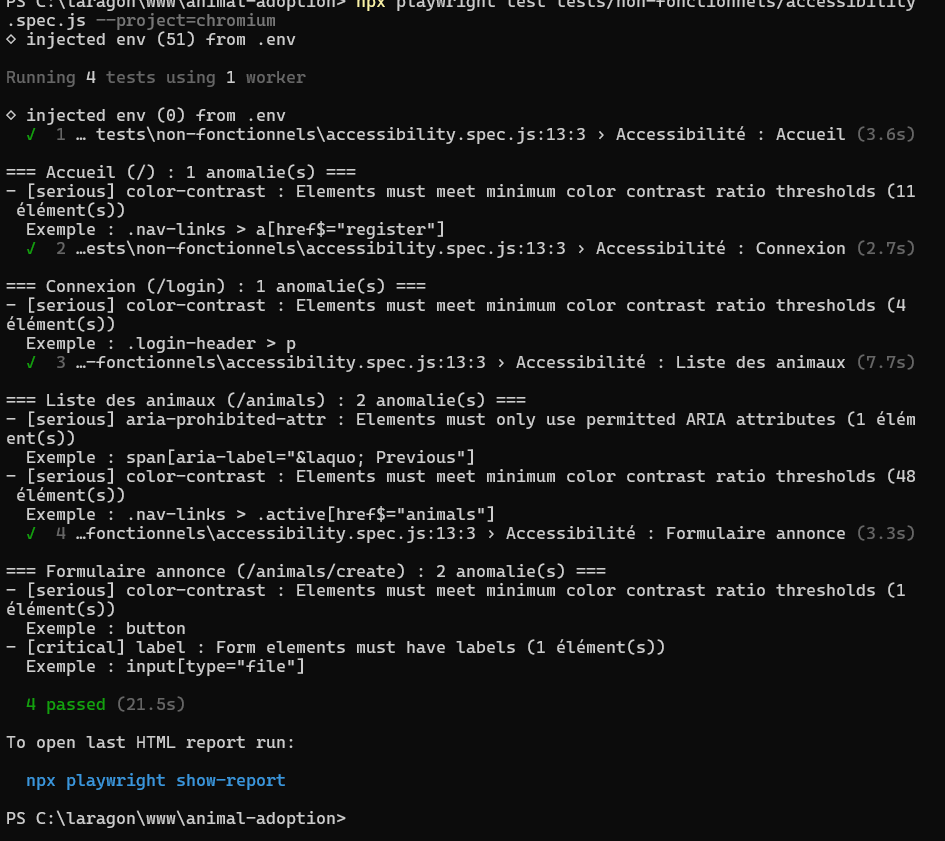 PS C:\laragon\www\animal-adoption> npx playwright test tests/non-fonctionnels/accessibility
.spec.js --project=chromium
◇ injected env (51) from .env
Running 4 tests using 1 worker
◇ injected env (0) from .env
✓ 1 … tests\non-fonctionnels\accessibility.spec.js:13:3 › Accessibilité : Accueil (3.6s)
=== Accueil (/) : 1 anomalie(s) ===
- [serious] color-contrast : Elements must meet minimum color contrast ratio thresholds (11
élément(s))
Exemple : .nav-links > a[href$="register"]
✓ 2 …ests\non-fonctionnels\accessibility.spec.js:13:3 › Accessibilité : Connexion (2.7s)
=== Connexion (/login) : 1 anomalie(s) ===
- [serious] color-contrast : Elements must meet minimum color contrast ratio thresholds (4
élément(s))
Exemple : .login-header > p
✓ 3 …-fonctionnels\accessibility.spec.js:13:3 › Accessibilité : Liste des animaux (7.7s)
=== Liste des animaux (/animals) : 2 anomalie(s) ===
- [serious] aria-prohibited-attr : Elements must only use permitted ARIA attributes (1 élém
ent(s))
Exemple : span[aria-label="&laquo; Previous"]
- [serious] color-contrast : Elements must meet minimum color contrast ratio thresholds (48
élément(s))
Exemple : .nav-links > .active[href$="animals"]
✓ 4 …fonctionnels\accessibility.spec.js:13:3 › Accessibilité : Formulaire annonce (3.3s)
=== Formulaire annonce (/animals/create) : 2 anomalie(s) ===
- [serious] color-contrast : Elements must meet minimum color contrast ratio thresholds (1
élément(s))
Exemple : button
- [critical] label : Form elements must have labels (1 élément(s))
Exemple : input[type="file"]
4 passed (21.5s)
To open last HTML report run:
npx playwright show-report
PS C:\laragon\www\animal-adoption>